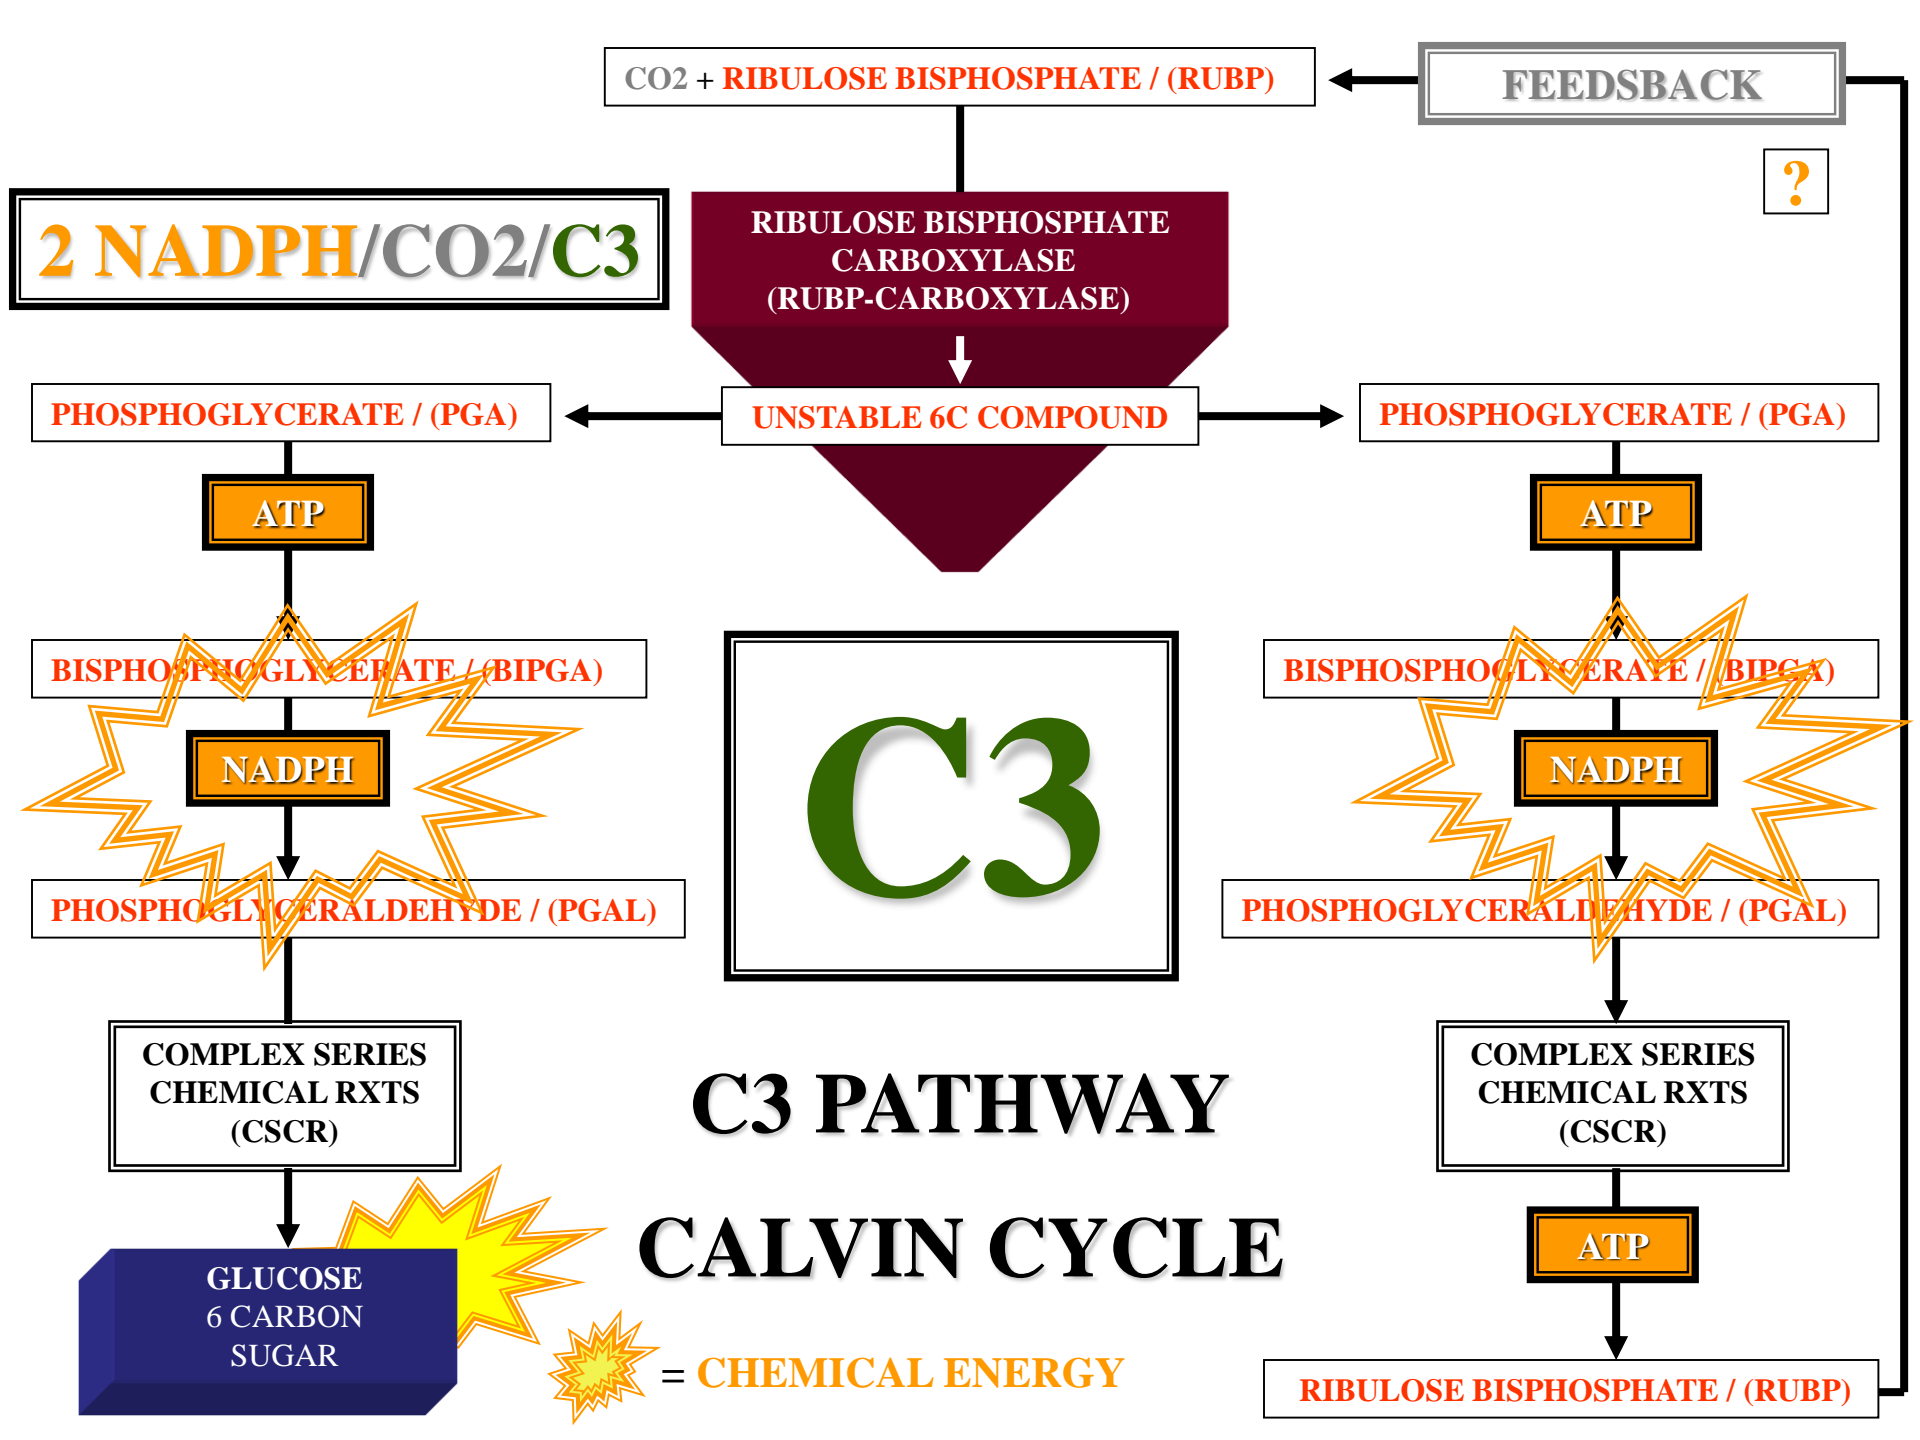 CO2 + RIBULOSE BISPHOSPHATE / (RUBP)
FEEDSBACK
?
2 NADPH/CO2/C3
RIBULOSE BISPHOSPHATE
CARBOXYLASE
(RUBP-CARBOXYLASE)
PHOSPHOGLYCERATE / (PGA)
UNSTABLE 6C COMPOUND
PHOSPHOGLYCERATE / (PGA)
ATP
ATP
BISPHOSPHOGLYCERATE / (BIPGA)
BISPHOSPHOGLYCERATE / (BIPGA)
NADPH
C3
NADPH
PHOSPHOGLYCERALDEHYDE / (PGAL)
PHOSPHOGLYCERALDEHYDE / (PGAL)
COMPLEX SERIES
CHEMICAL RXTS
(CSCR)
C3 PATHWAY
COMPLEX SERIES
CHEMICAL RXTS
(CSCR)
CALVIN CYCLE
ATP
GLUCOSE
6 CARBON
SUGAR
= CHEMICAL ENERGY
RIBULOSE BISPHOSPHATE / (RUBP)